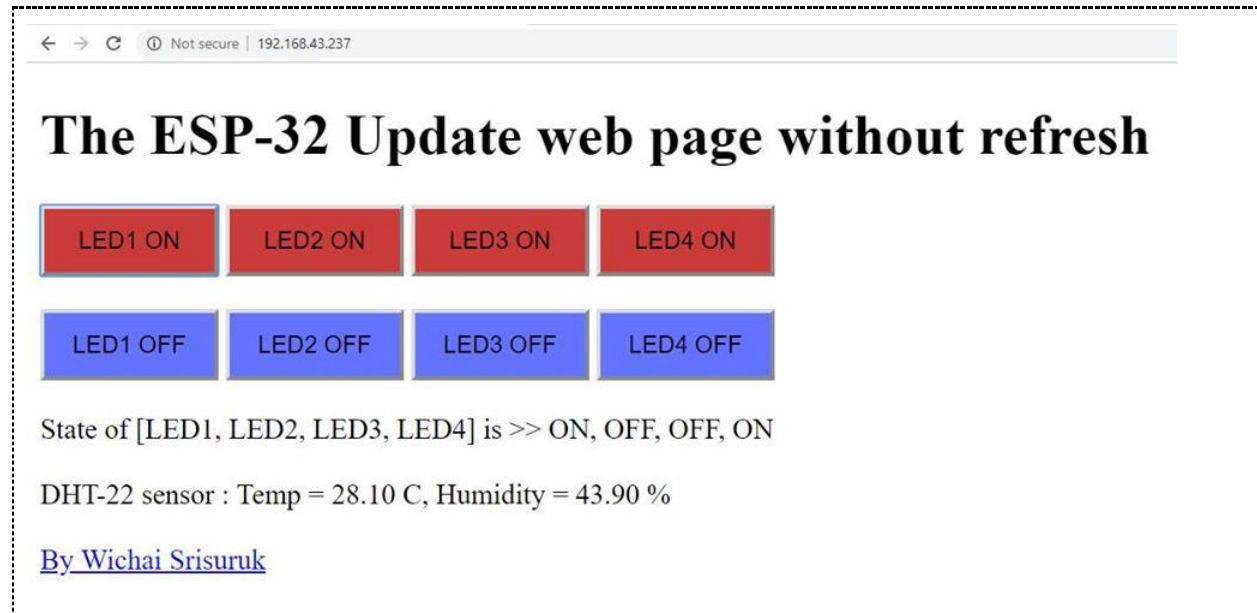 Not secure | 192.168.43.237
The ESP-32 Update web page without refresh
LED1 ON LED2 ON LED3 ON LED4 ON
LED1 OFF LED2 OFF LED3 OFF LED4 OFF
State of [LED1, LED2, LED3, LED4] is >> ON, OFF, OFF, ON
DHT-22 sensor : Temp = 28.10 C, Humidity = 43.90 %
By Wichai Srisuruk